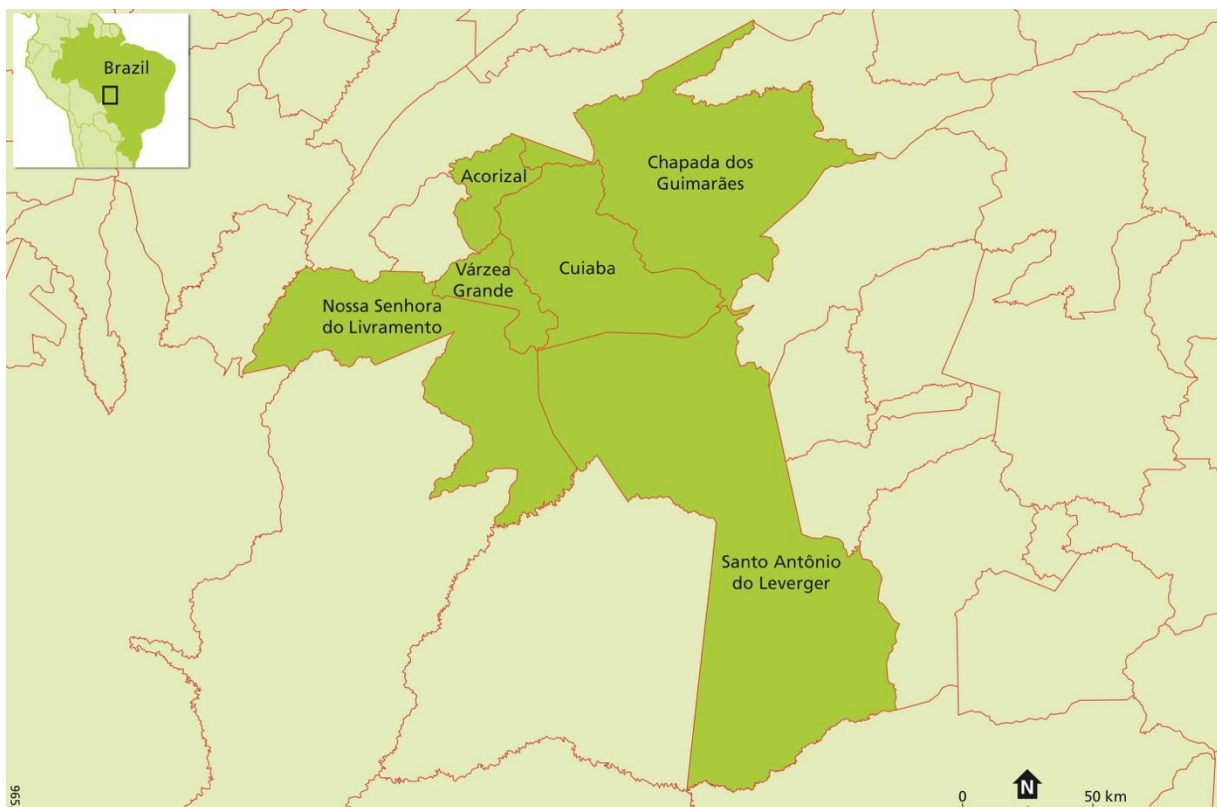 Brazil
Chapada dos
Guimarães
Acorizal
Cuiaba
Várzea
Grande
Nossa Senhora
do Livramento
Santo Antônio
do Leverger
N
0 50 km